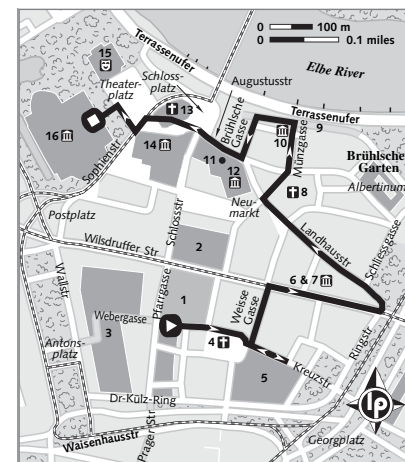 0 100 m
0 0.1 miles
Elbe River
Terrassenufer
15
Theater-
platz
Schloss-
platz
Augustusstr
13
Brühlsche
Gasse
Terrassenufer
9
10
Münzgasse
16
Sophienstr
14
11
12
Brühlsche
Garten
Albertinum
8
Neu-
markt
Postplatz
Schlossstr
Landhausstr
Schliessgasse
Wilsdruffer Str
2
6 & 7
Wallstr
Pfarrgasse
1
Weisse
Gasse
Webergasse
3
4
Ringstr
Antons-
platz
Kreuzstr
5
Dr-Külz-Ring
lp
Prager Str
Waisenhausstr
Georgplatz